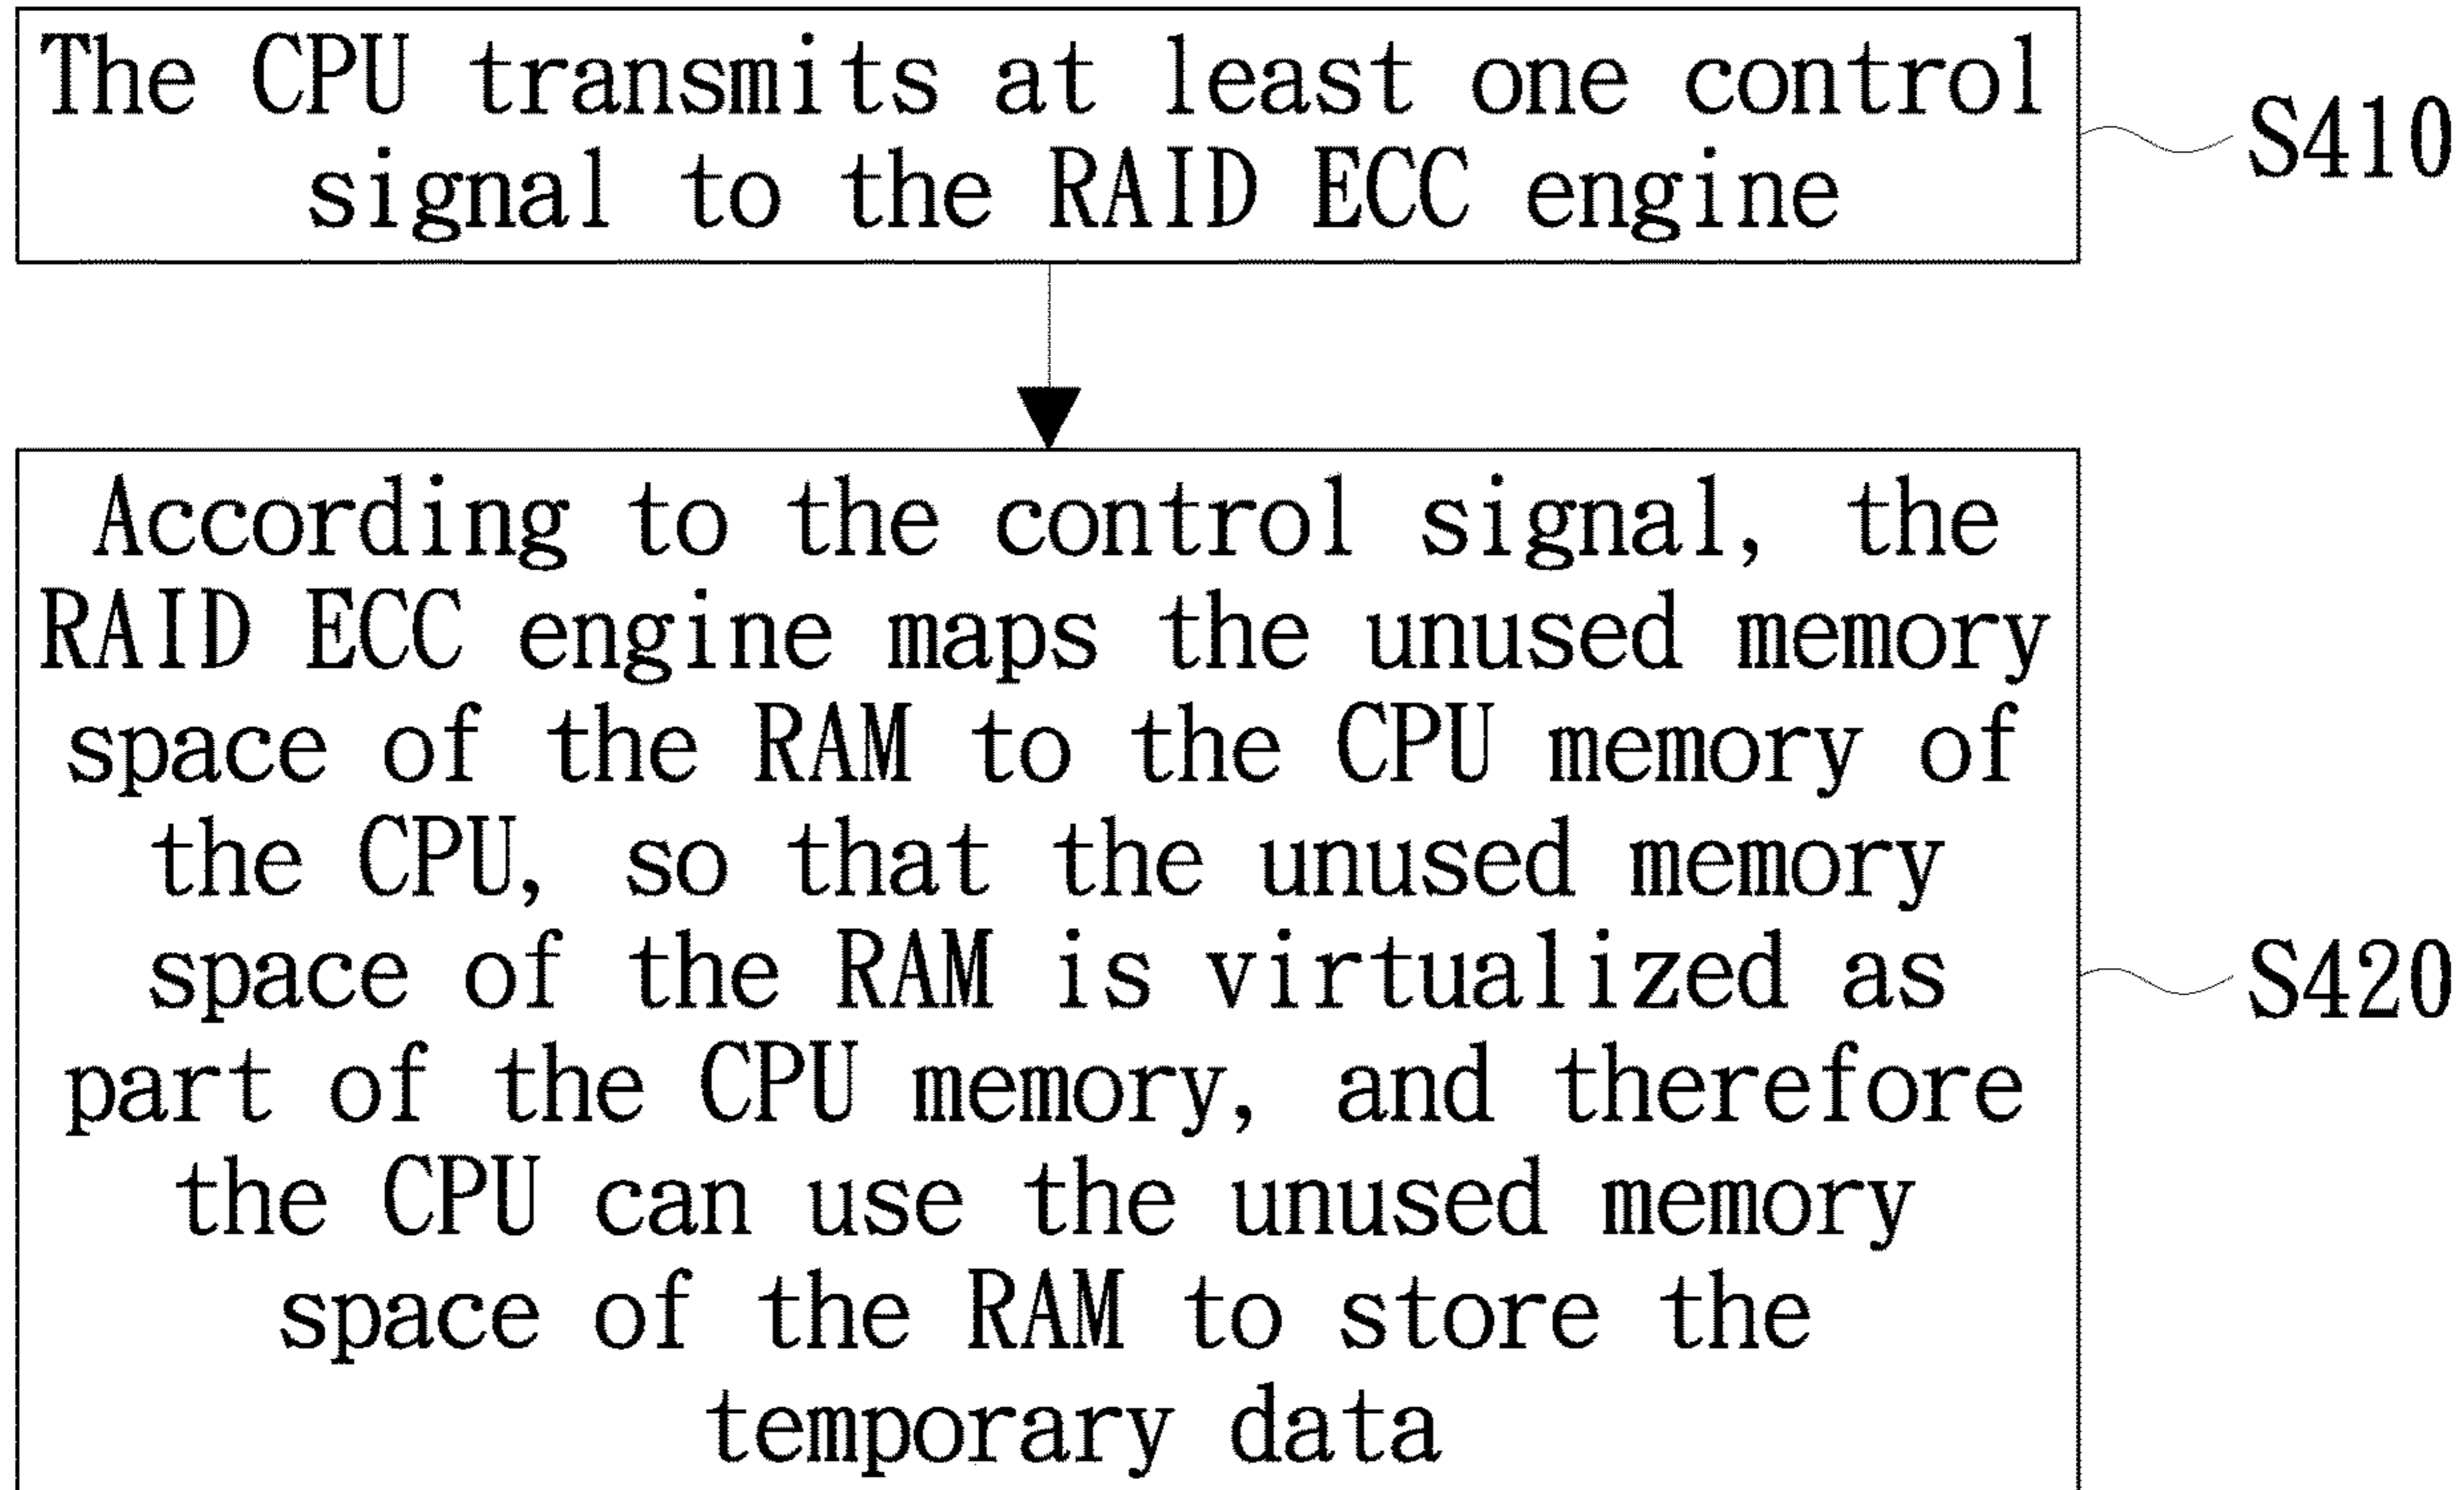 The CPU transmits at least one control
signal to the RAID ECC engine
S410
According to the control signal, the
RAID ECC engine maps the unused memory
space of the RAM to the CPU memory of
the CPU, so that the unused memory
space of the RAM is virtualized as
part of the CPU memory, and therefore
the CPU can use the unused memory
space of the RAM to store the
temporary data
S420